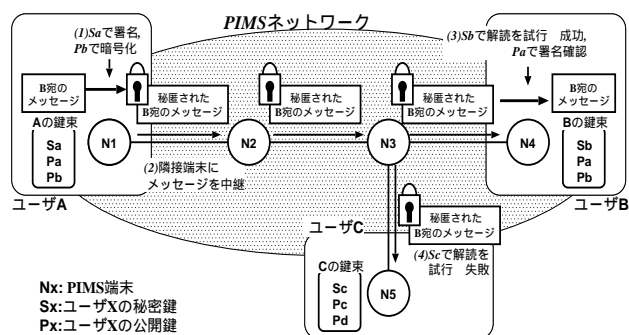 PIMSネットワーク
(1)Saで署名,
Pbで暗号化
(3)Sbで解読を試行 成功,
Paで署名確認
B宛の
メッセージ
秘匿された
B宛のメッセージ
秘匿された
B宛のメッセージ
秘匿された
B宛のメッセージ
B宛の
メッセージ
Aの鍵束
Sa
Pa
Pb
N1
N2
N3
N4
Bの鍵束
Sb
Pa
Pb
(2)隣接端末に
メッセージを中継
ユーザA
ユーザB
ユーザC
秘匿された
B宛のメッセージ
(4)Scで解読を
試行 失敗
Cの鍵束
Sc
Pc
Pd
N5
Nx: PIMS端末
Sx:ユーザXの秘密鍵
Px:ユーザXの公開鍵